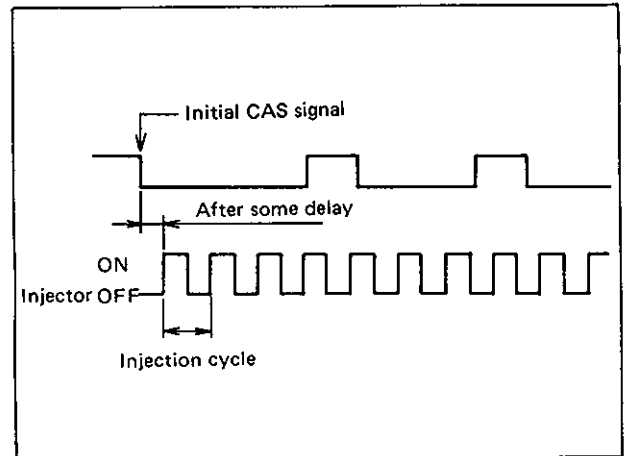 Initial CAS signal
After some delay
ON
Injector OFF
Injection cycle